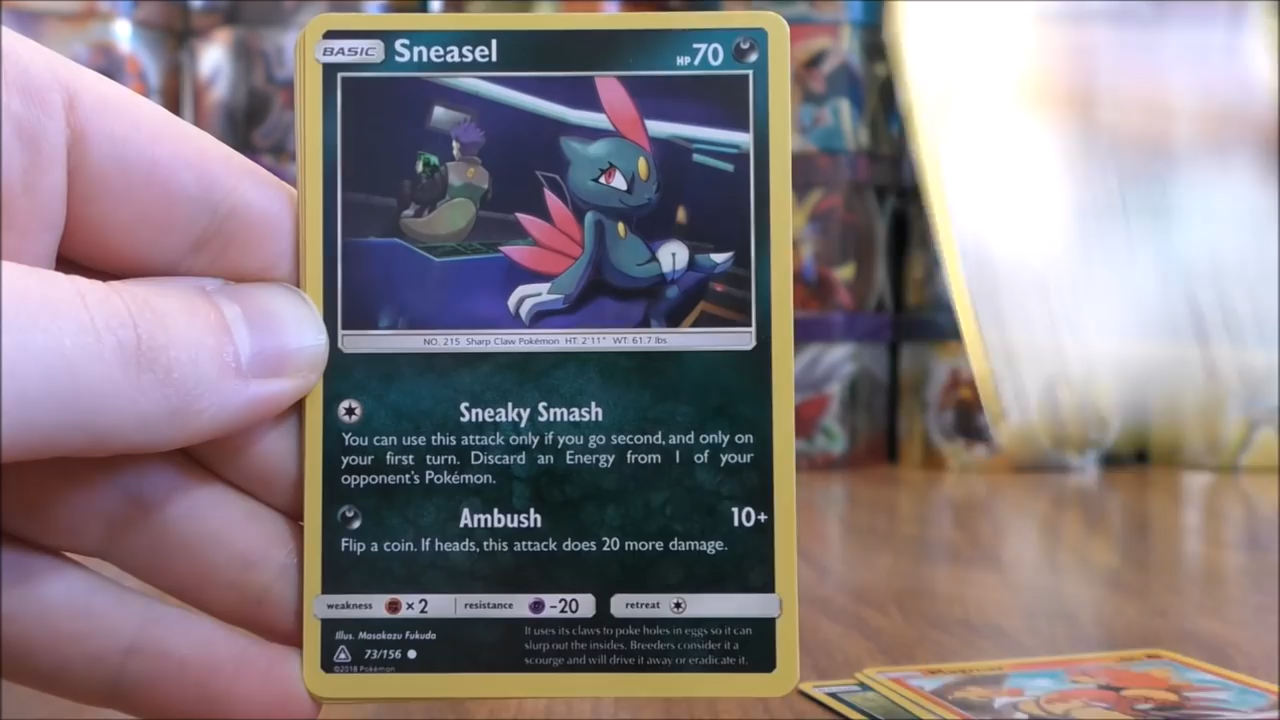 BASIC Sneasel HP70
NO. 215 Sharp Claw Pokémon HT: 2'11" WT: 61.7 lbs
Sneaky Smash
You can use this attack only if you go second, and only on
your first turn. Discard an Energy from 1 of your
opponent's Pokémon.
Ambush 10+
Flip a coin. If heads, this attack does 20 more damage.
weakness ×2 resistance -20 retreat
Illus. Masakazu Fukuda
73/156
©2018 Pokémon
It uses its claws to poke holes in eggs so it can
slurp out the insides. Breeders consider it a
scourge and will drive it away or eradicate it.
Magmar